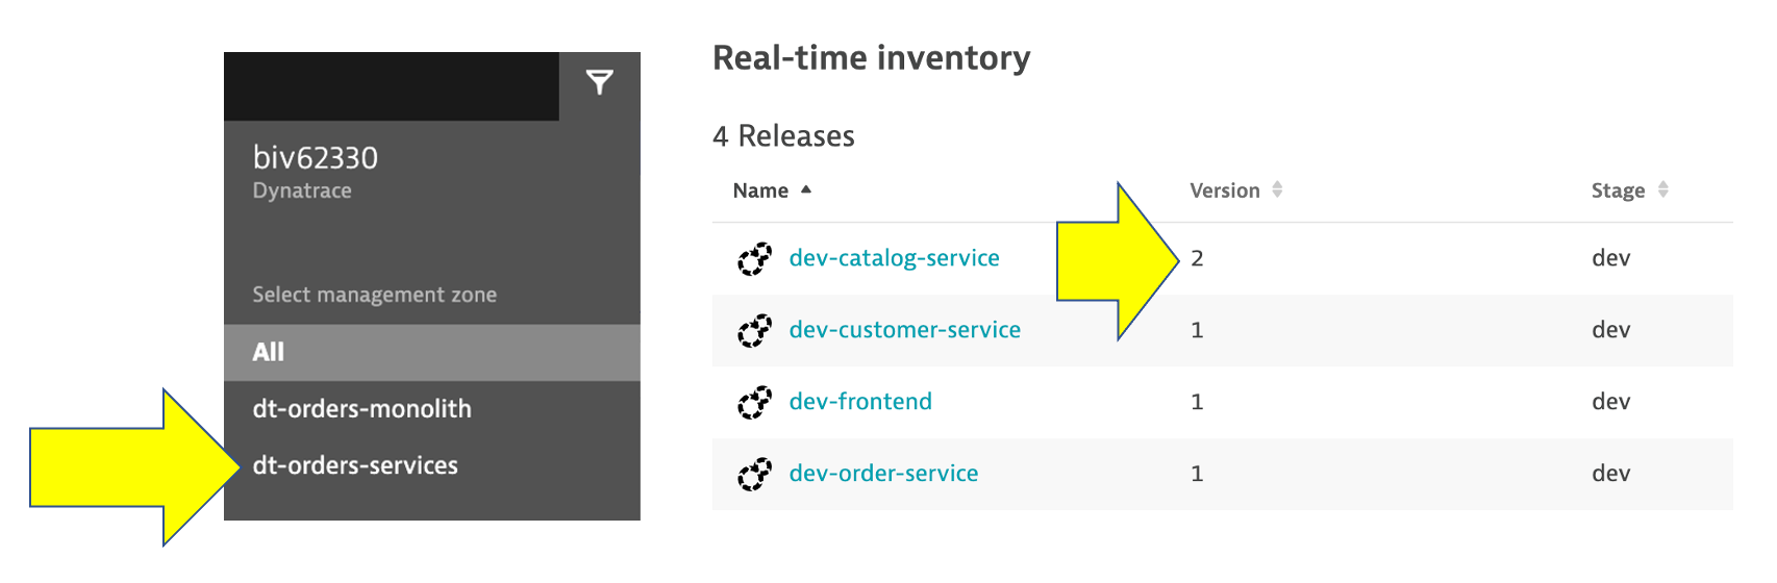 biv62330
Dynatrace
Select management zone
All
dt-orders-monolith
dt-orders-services
Real-time inventory
4 Releases
Name Version Stage
dev-catalog-service 2 dev
dev-customer-service 1 dev
dev-frontend 1 dev
dev-order-service 1 dev